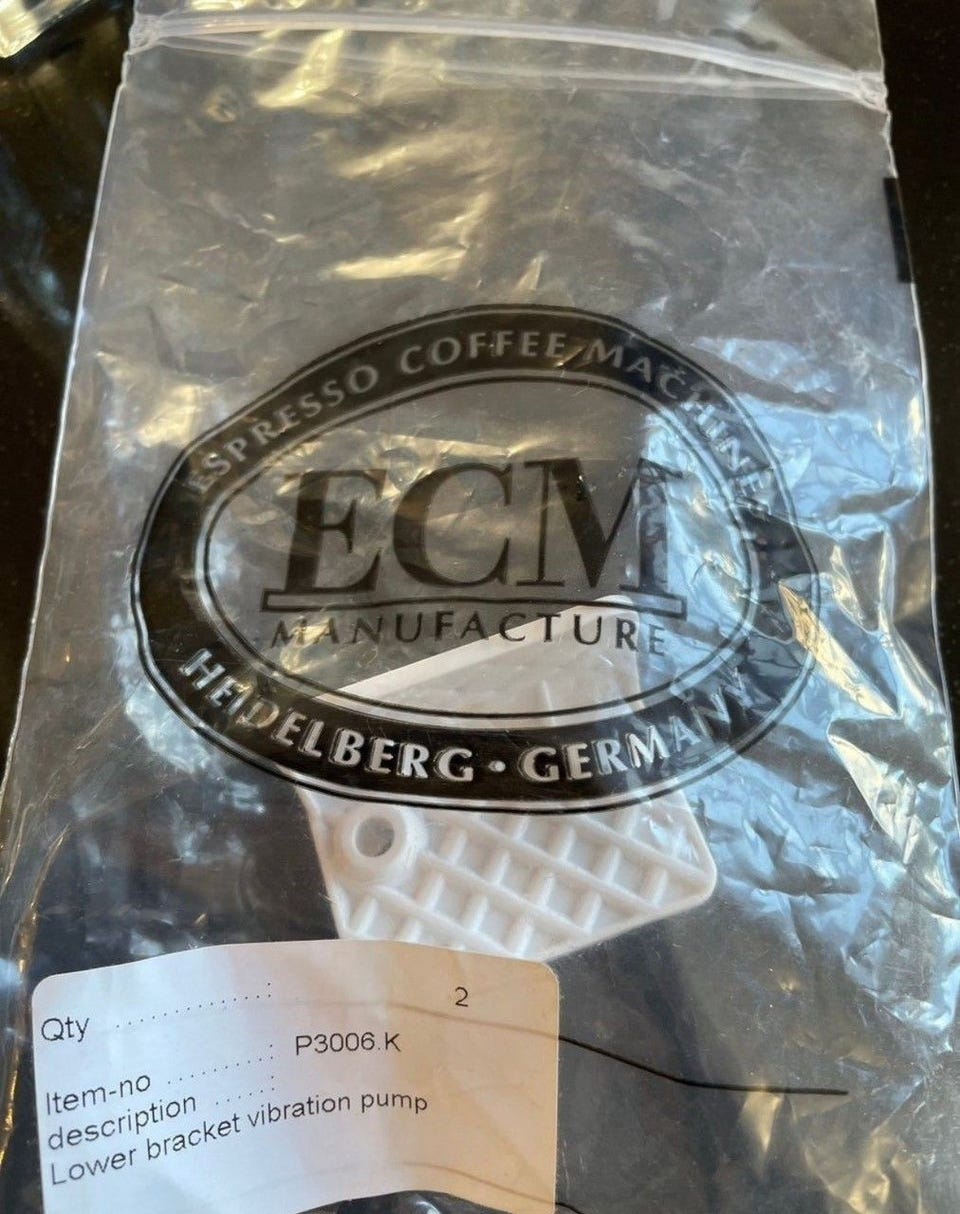 ESPRESSO COFFEE MACHINES
ECM
MANUFACTURE
HEIDELBERG · GERMANY
Qty ............... : 2
Item-no ........... : P3006.K
description ...... :
Lower bracket vibration pump